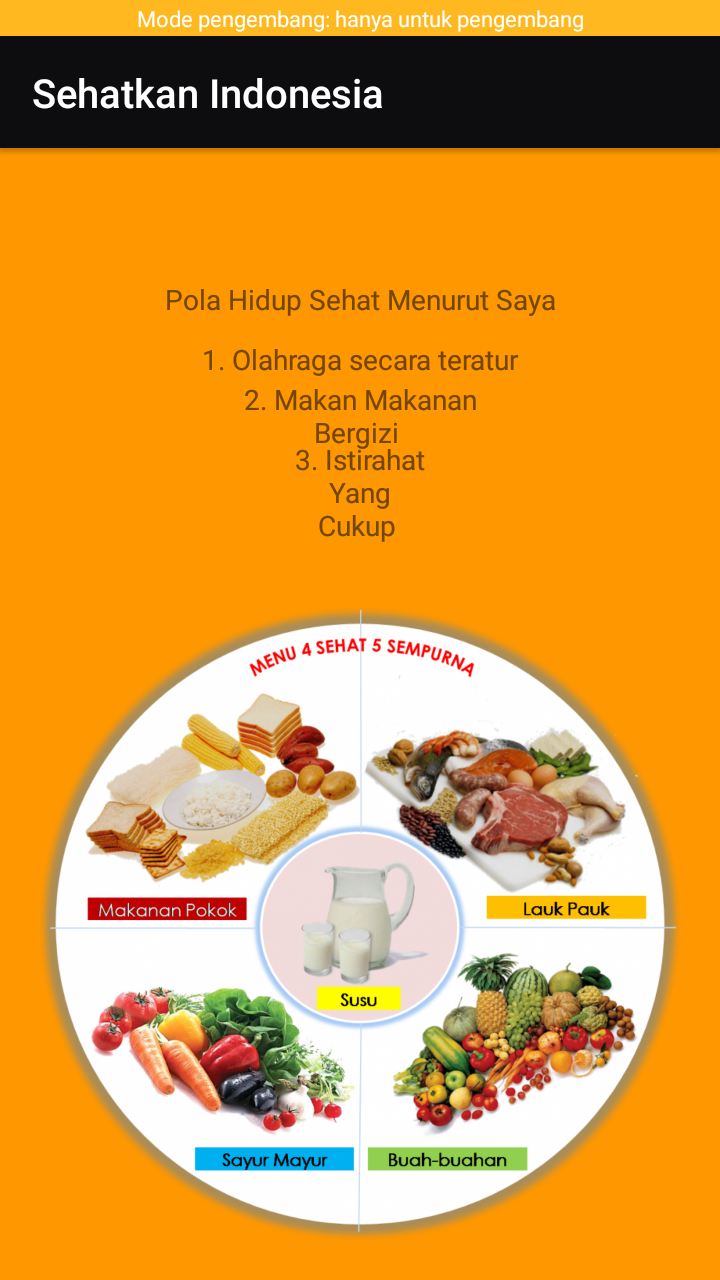 Mode pengembang: hanya untuk pengembang
Sehatkan Indonesia
Pola Hidup Sehat Menurut Saya
1. Olahraga secara teratur
2. Makan Makanan
Bergizi
3. Istirahat
Yang
Cukup
MENU 4 SEHAT 5 SEMPURNA
Makanan Pokok
Lauk Pauk
Susu
Sayur Mayur
Buah-buahan